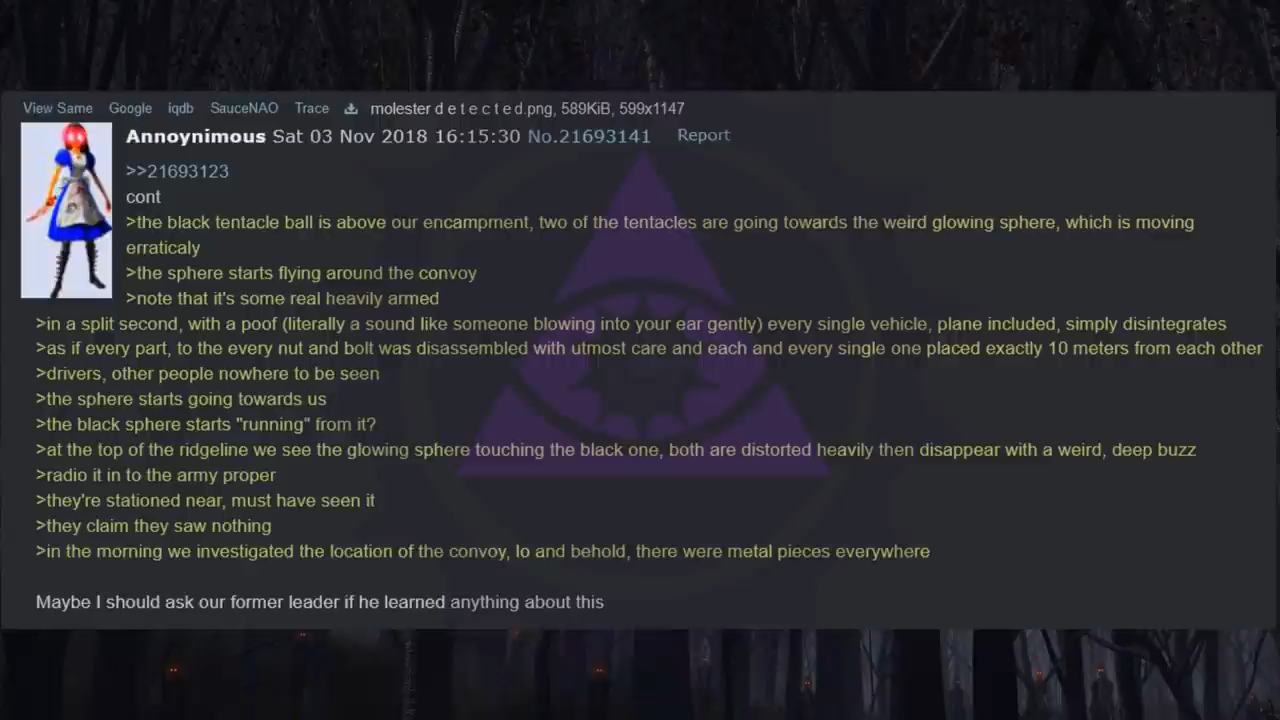 View Same Google iqdb SauceNAO Trace molester d e t e c t e d.png, 589KiB, 599x1147
Annoynimous Sat 03 Nov 2018 16:15:30 No.21693141 Report
>>21693123
cont
>the black tentacle ball is above our encampment, two of the tentacles are going towards the weird glowing sphere, which is moving
erraticaly
>the sphere starts flying around the convoy
>note that it's some real heavily armed
>in a split second, with a poof (literally a sound like someone blowing into your ear gently) every single vehicle, plane included, simply disintegrates
>as if every part, to the every nut and bolt was disassembled with utmost care and each and every single one placed exactly 10 meters from each other
>drivers, other people nowhere to be seen
>the sphere starts going towards us
>the black sphere starts "running" from it?
>at the top of the ridgeline we see the glowing sphere touching the black one, both are distorted heavily then disappear with a weird, deep buzz
>radio it in to the army proper
>they're stationed near, must have seen it
>they claim they saw nothing
>in the morning we investigated the location of the convoy, lo and behold, there were metal pieces everywhere
Maybe I should ask our former leader if he learned anything about this